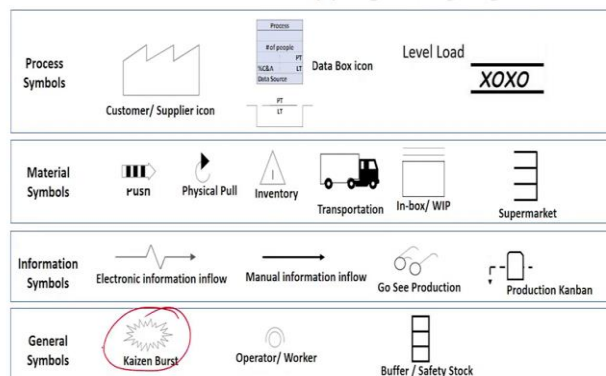 Process
Symbols
Customer/ Supplier icon
Process
# of people
PT
%C&A
LT
Data Source
Data Box icon
PT
LT
Level Load
XOXO
Material
Symbols
Push
Physical Pull
I
Inventory
Transportation
In-box/ WIP
Supermarket
Information
Symbols
Electronic information inflow
Manual information inflow
Go See Production
Production Kanban
General
Symbols
Kaizen Burst
Operator/ Worker
Buffer / Safety Stock